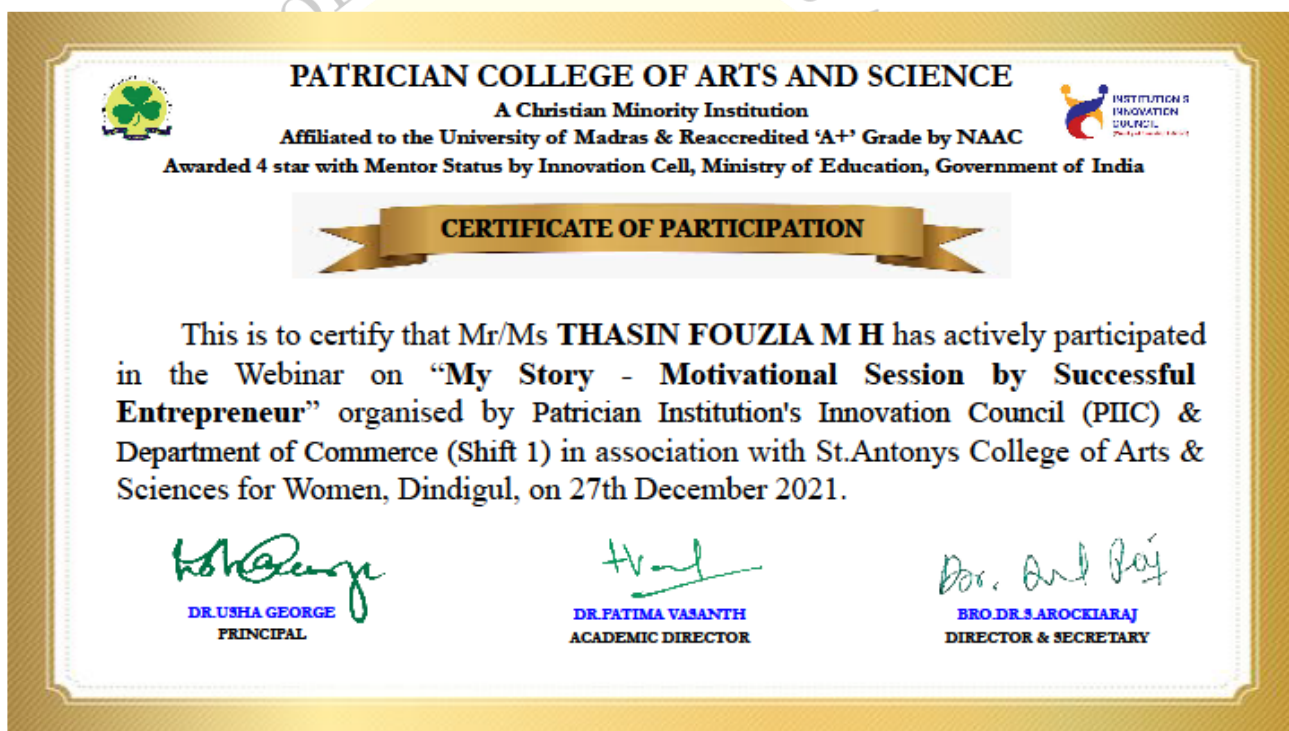 PATRICIAN COLLEGE OF ARTS AND SCIENCE
A Christian Minority Institution
Affiliated to the University of Madras & Reaccredited ‘A+’ Grade by NAAC
Awarded 4 star with Mentor Status by Innovation Cell, Ministry of Education, Government of India
INSTITUTION'S
INNOVATION
COUNCIL
CERTIFICATE OF PARTICIPATION
This is to certify that Mr/Ms THASIN FOUZIA M H has actively participated
in the Webinar on “My Story - Motivational Session by Successful
Entrepreneur” organised by Patrician Institution's Innovation Council (PIIC) &
Department of Commerce (Shift 1) in association with St.Antonys College of Arts &
Sciences for Women, Dindigul, on 27th December 2021.
DR.USHA GEORGE
PRINCIPAL
DR.FATIMA VASANTH
ACADEMIC DIRECTOR
BRO.DR.S.AROCKIARAJ
DIRECTOR & SECRETARY